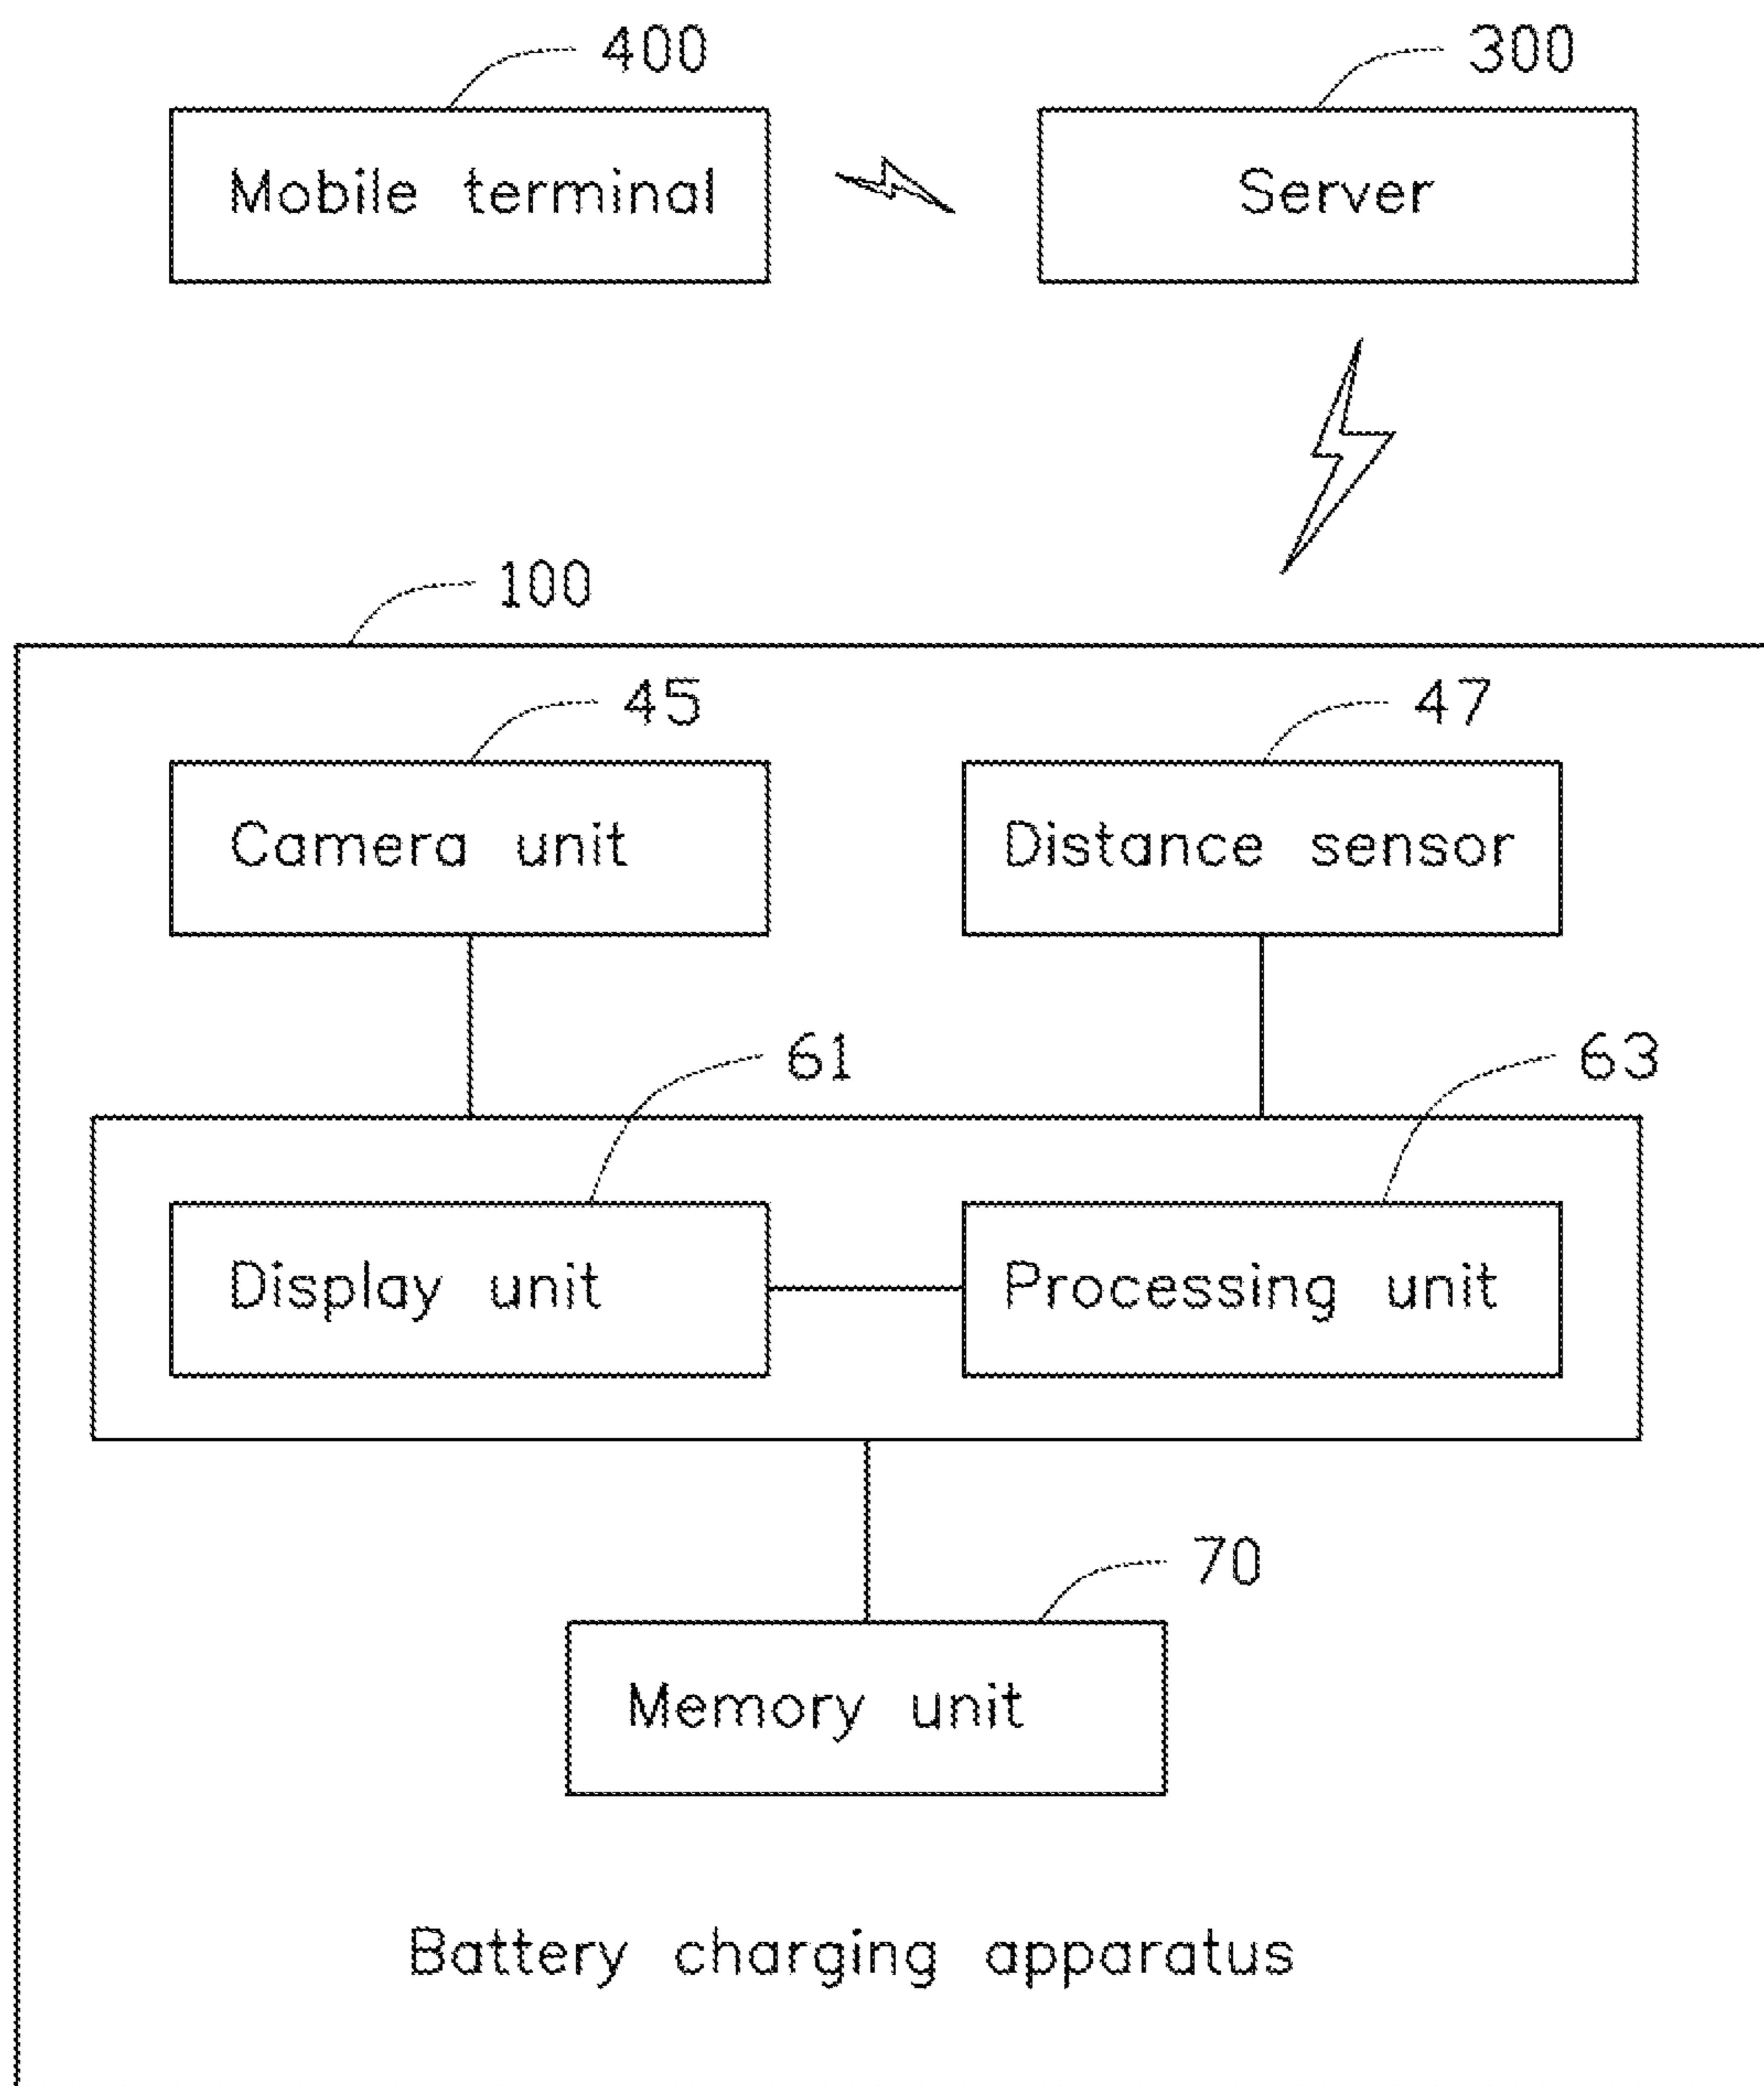 400
300
Mobile terminal
Server
100
45
47
Camera unit
Distance sensor
61
63
Display unit
Processing unit
70
Memory unit
Battery charging apparatus